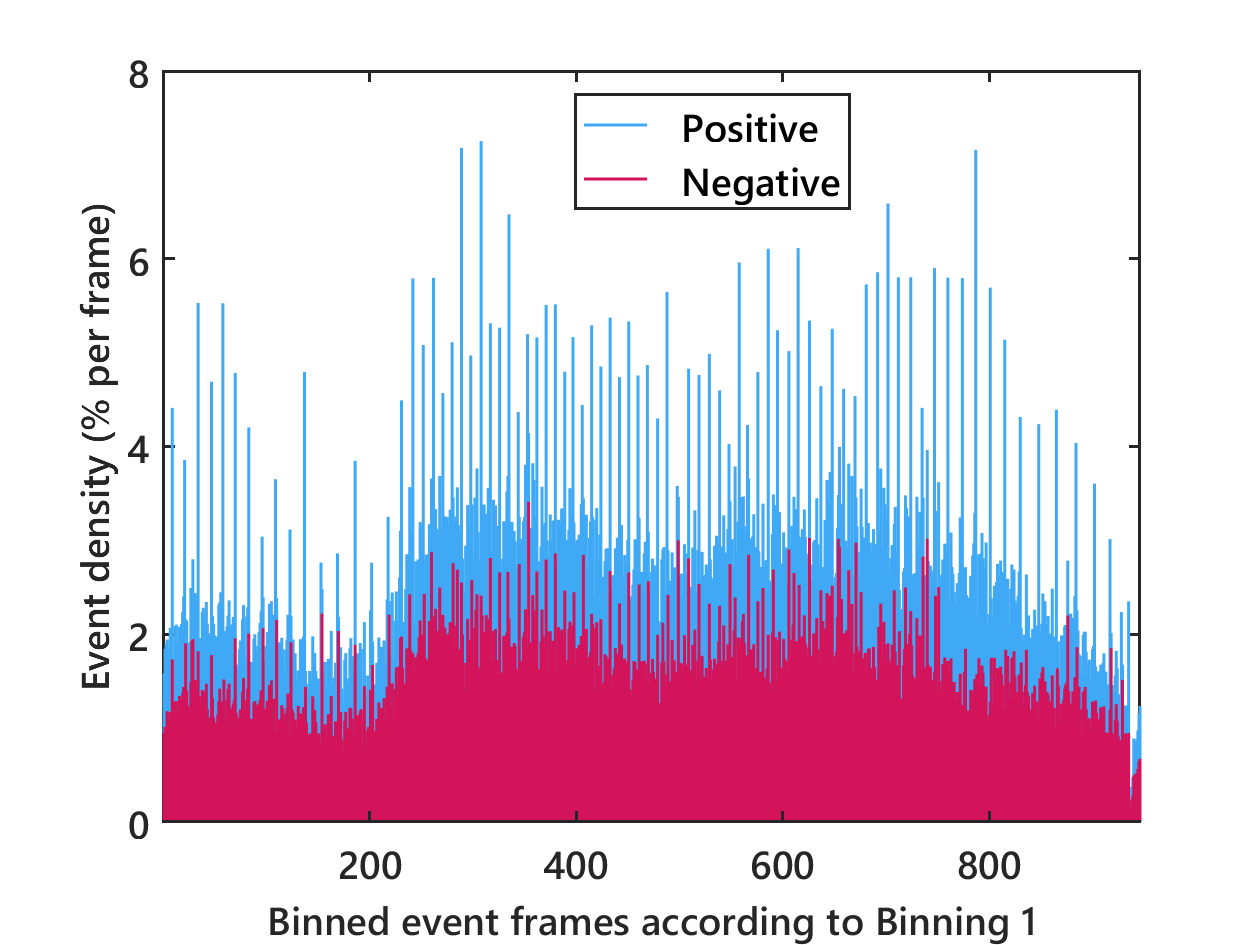 8
6
4
2
0
Event density (% per frame)
Positive
Negative
200 400 600 800
Binned event frames according to Binning 1